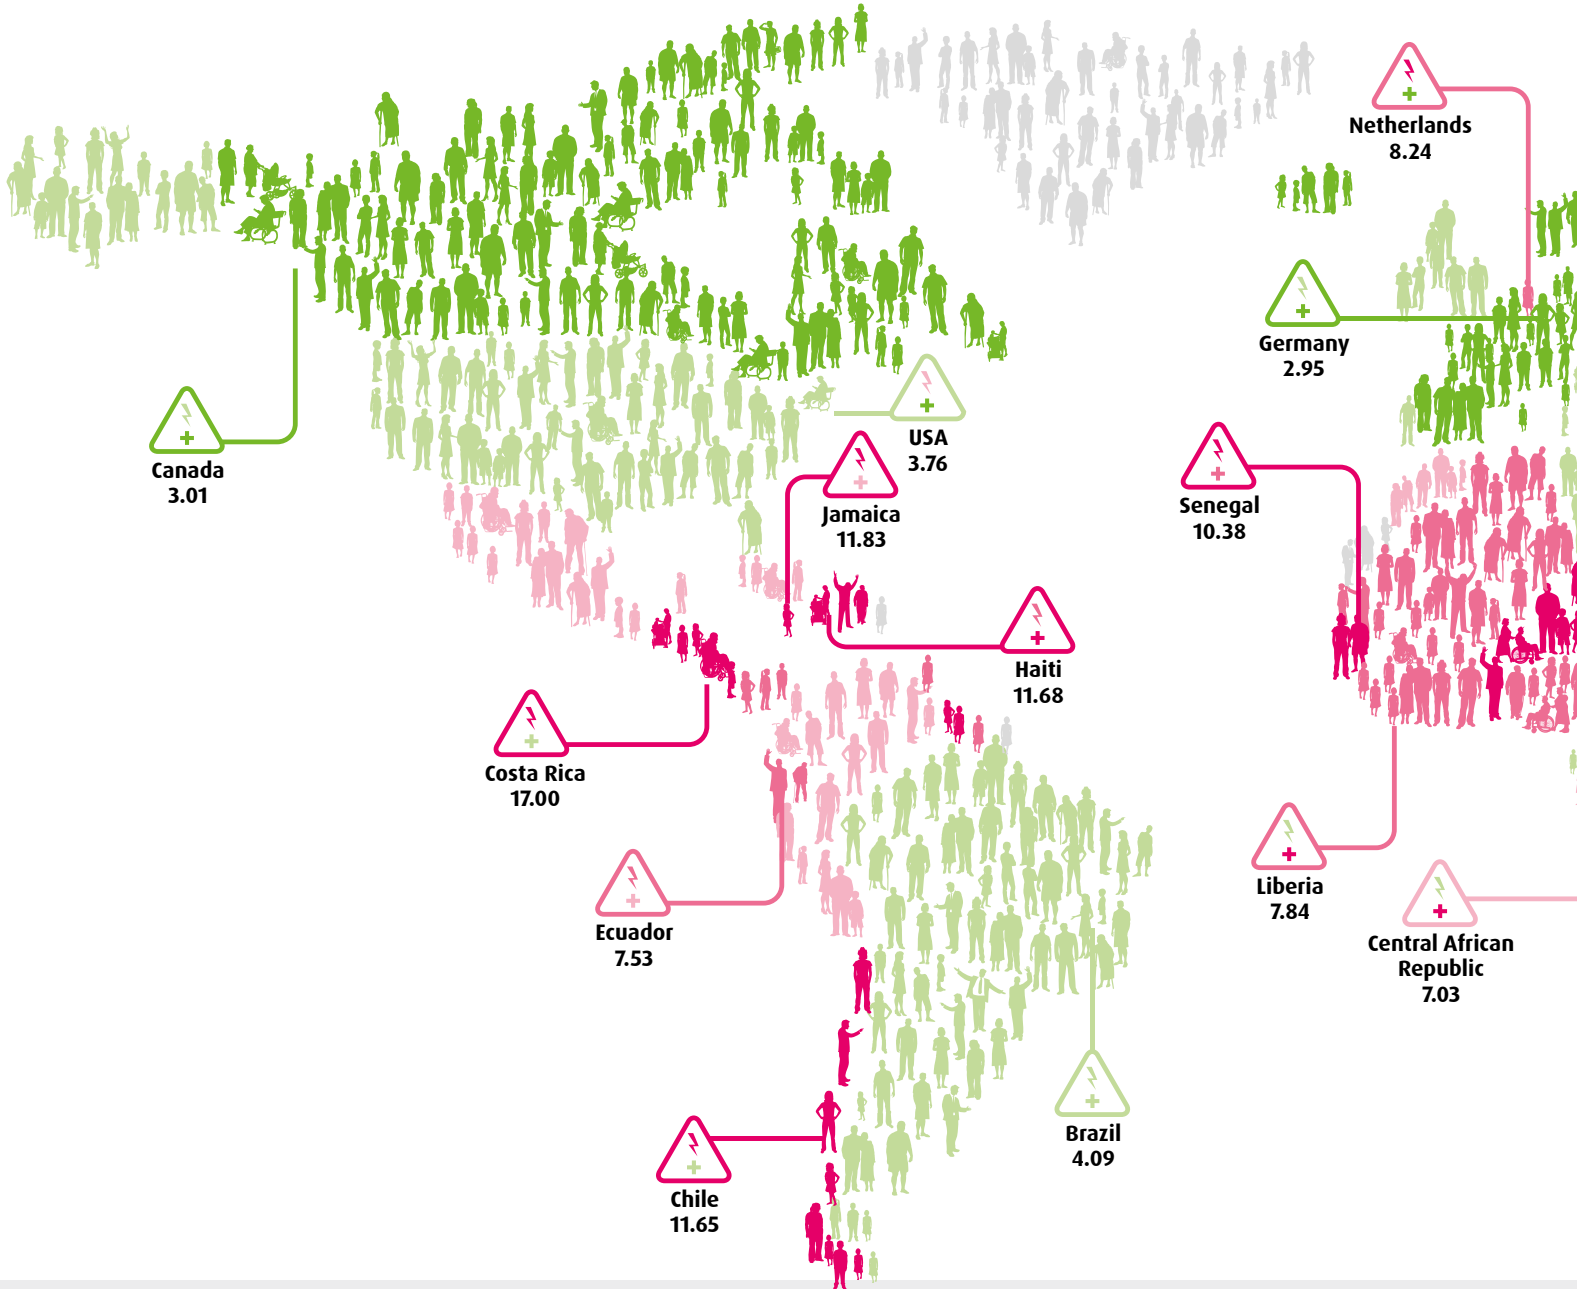 Netherlands
8.24
Germany
2.95
Canada
3.01
USA
3.76
Jamaica
11.83
Senegal
10.38
Haiti
11.68
Costa Rica
17.00
Ecuador
7.53
Liberia
7.84
Central African
Republic
7.03
Brazil
4.09
Chile
11.65